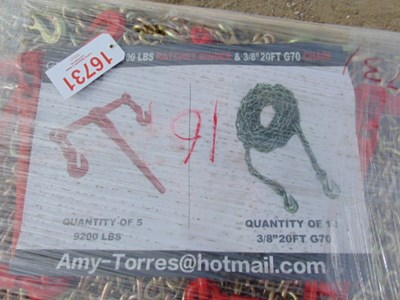 16731
00 LBS RATCHET BINDER & 3/8" 20FT G70 CHAIN
91
QUANTITY OF 5
9200 LBS
QUANTITY OF 1
3/8"20FT G70
Amy-Torres@hotmail.com